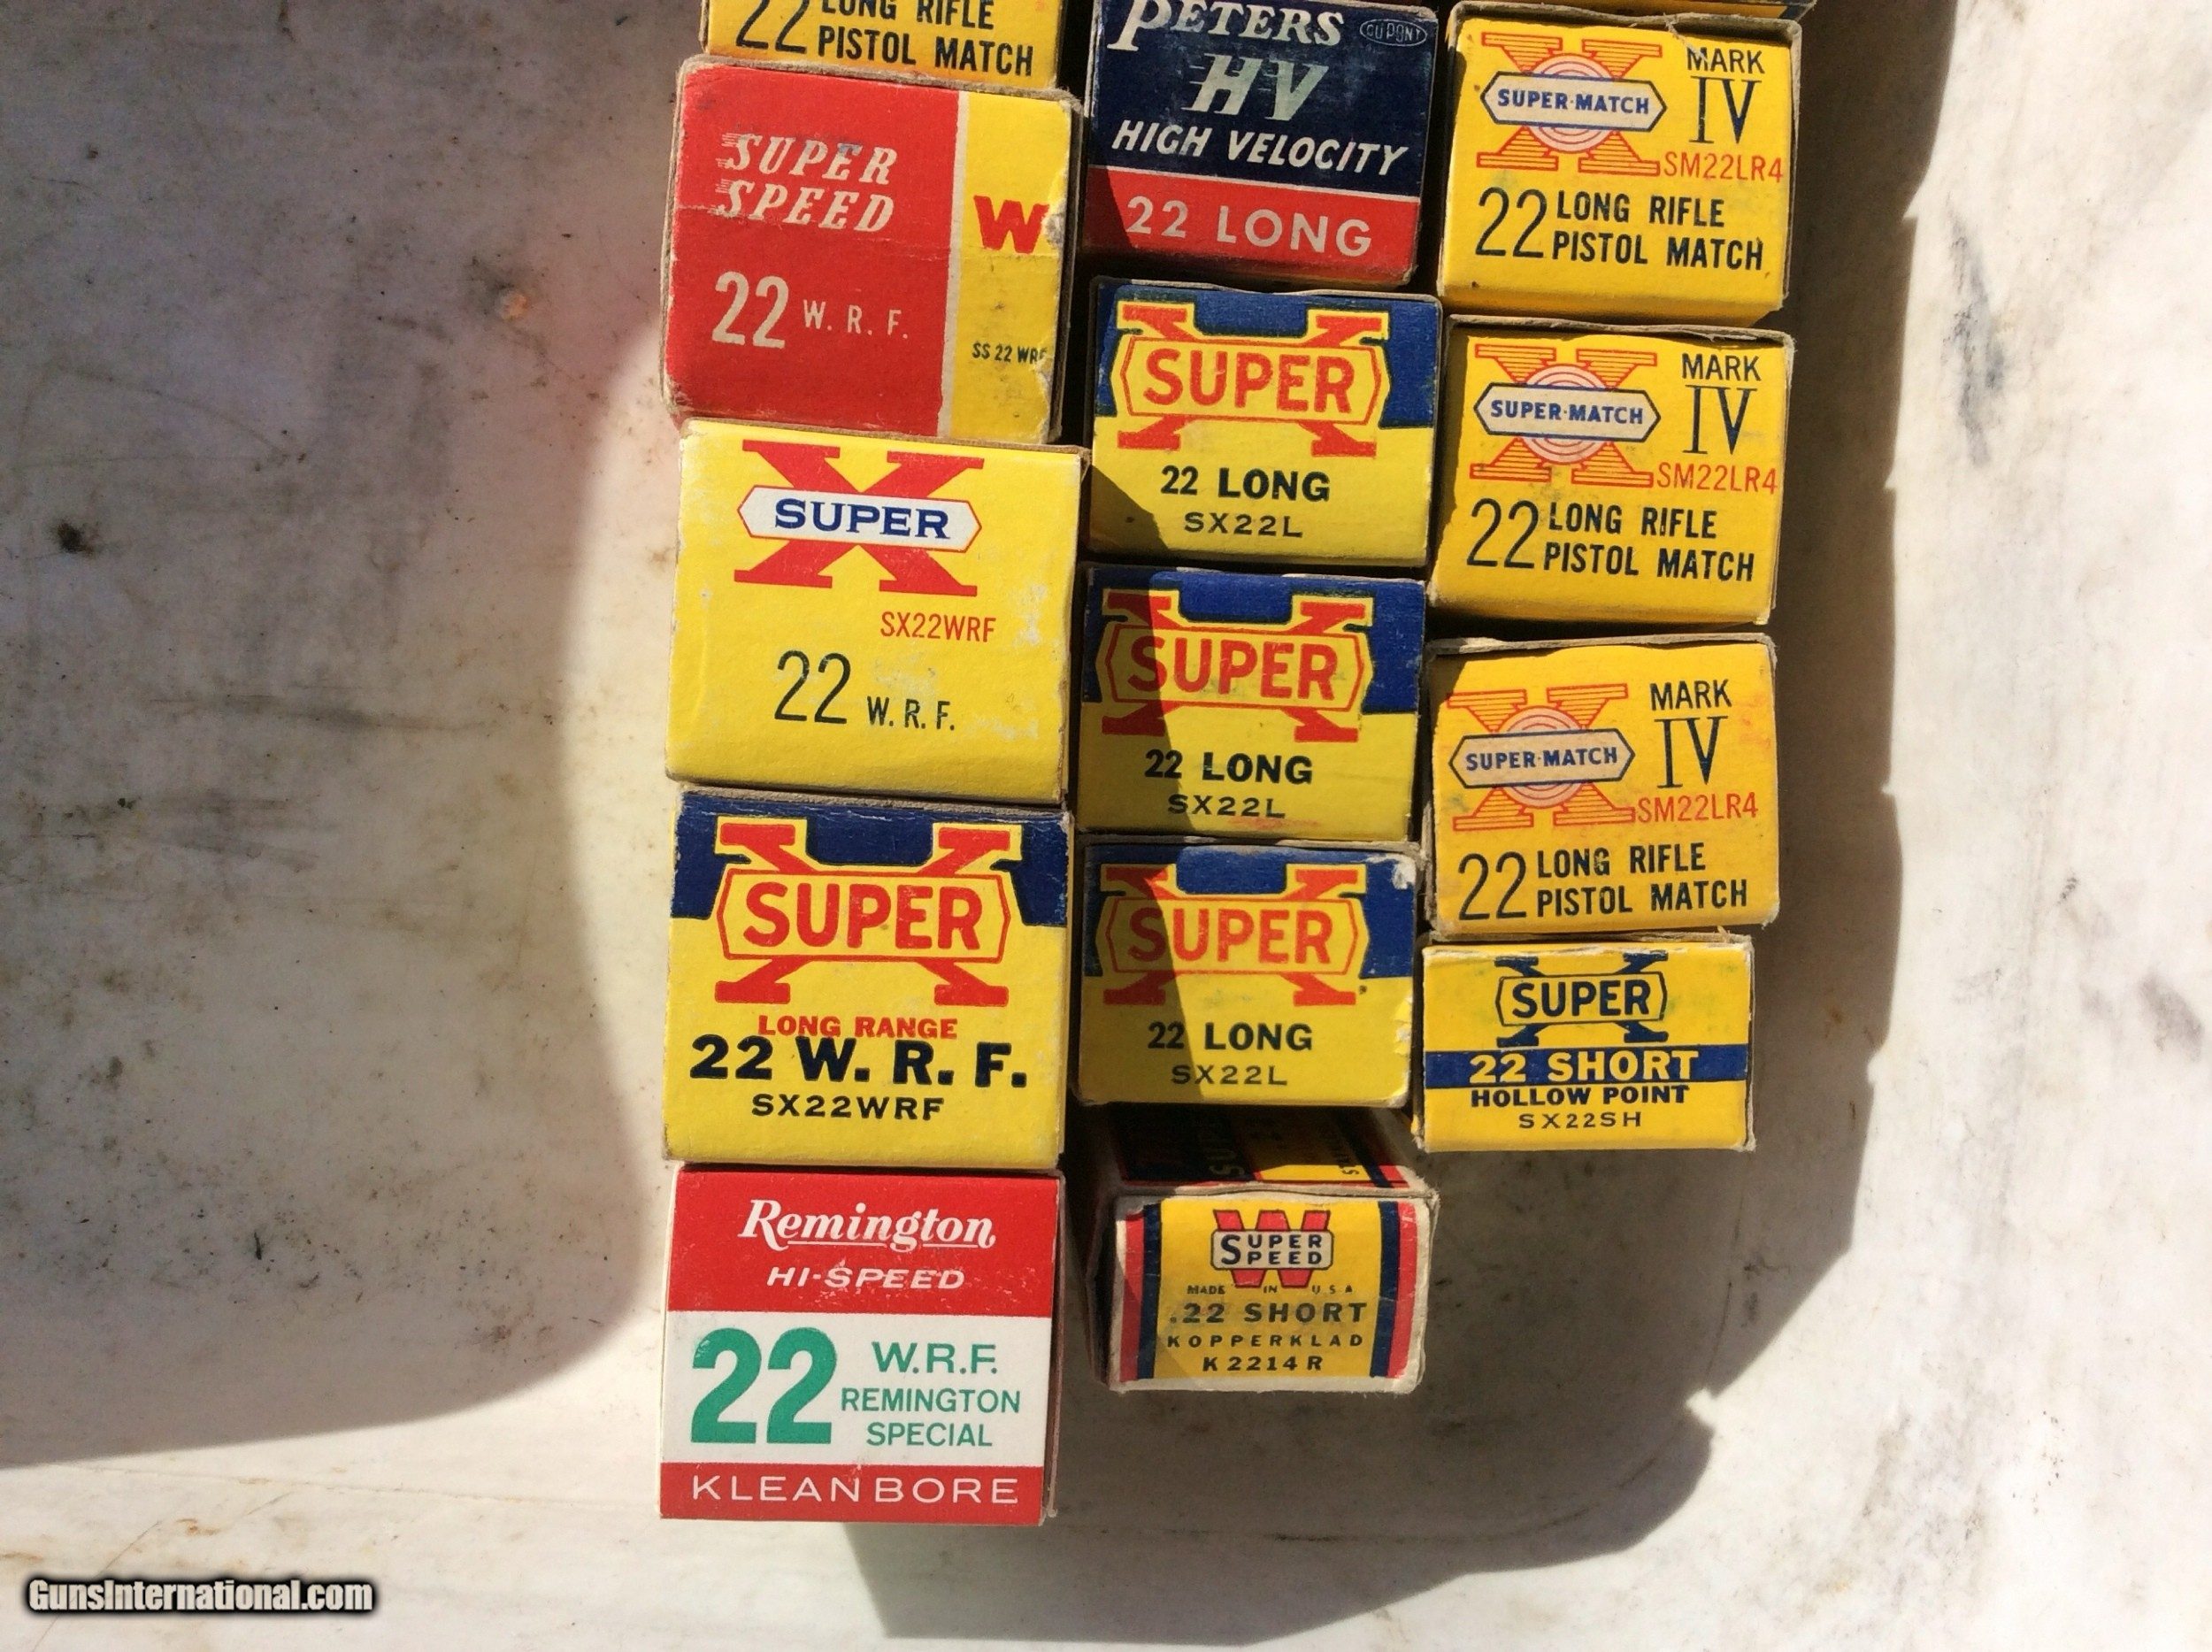 22 LONG RIFLE
PISTOL MATCH
SUPER
SPEED
W
22 W. R. F.
SS 22 WRF
X
SUPER
SX22WRF
22 W. R. F.
X
SUPER
LONG RANGE
22 W. R. F.
SX22WRF
Remington
HI-SPEED
22 W.R.F.
REMINGTON
SPECIAL
KLEANBORE
PETERS
DUPONT
HV
HIGH VELOCITY
22 LONG
X
SUPER
22 LONG
SX22L
X
SUPER
22 LONG
SX22L
X
SUPER
22 LONG
SX22L
W
SUPER
SPEED
MADE IN U.S.A
.22 SHORT
KOPPERKLAD
K2214R
X
SUPER·MATCH
MARK
IV
SM22LR4
22 LONG RIFLE
PISTOL MATCH
X
SUPER·MATCH
MARK
IV
SM22LR4
22 LONG RIFLE
PISTOL MATCH
X
SUPER·MATCH
MARK
IV
SM22LR4
22 LONG RIFLE
PISTOL MATCH
X
SUPER
22 SHORT
HOLLOW POINT
SX22SH
GunsInternational.com